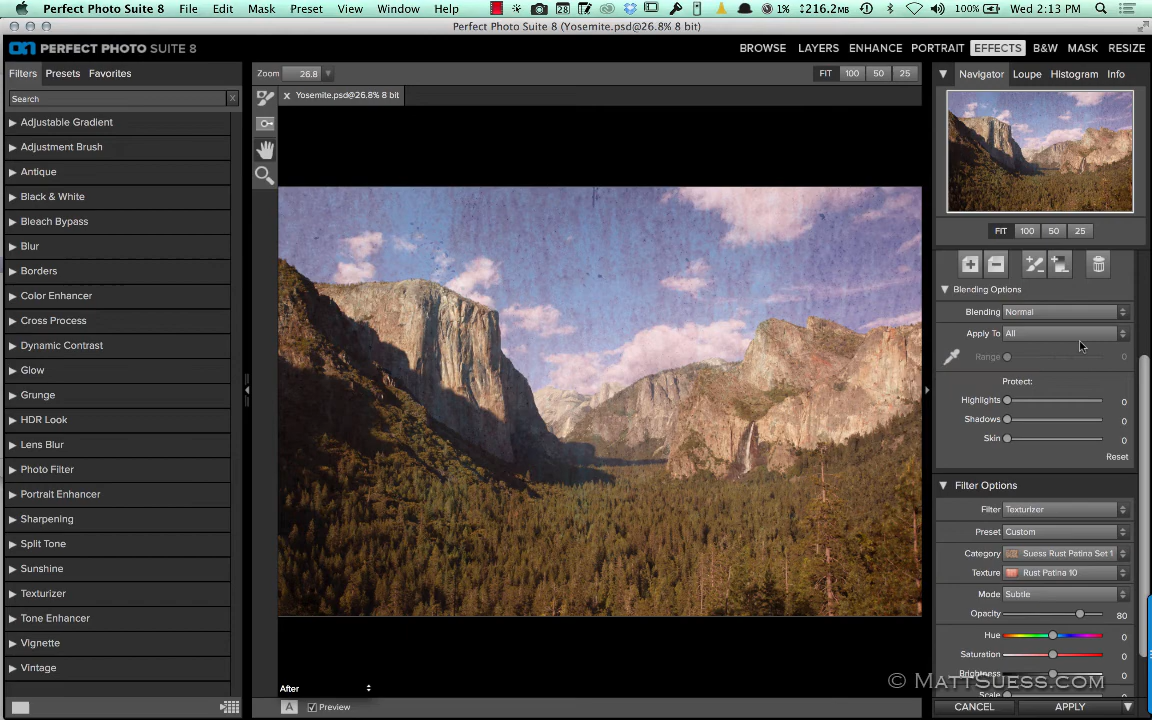 Perfect Photo Suite 8 File Edit Mask Preset View Window Help 28 1% 216.2MB 100% Wed 2:13 PM
Perfect Photo Suite 8 (Yosemite.psd@26.8% 8 bit)
on PERFECT PHOTO SUITE 8 BROWSE LAYERS ENHANCE PORTRAIT EFFECTS B&W MASK RESIZE
Filters Presets Favorites
Search X
Adjustable Gradient
Adjustment Brush
Antique
Black & White
Bleach Bypass
Blur
Borders
Color Enhancer
Cross Process
Dynamic Contrast
Glow
Grunge
HDR Look
Lens Blur
Photo Filter
Portrait Enhancer
Sharpening
Split Tone
Sunshine
Texturizer
Tone Enhancer
Vignette
Vintage
Zoom 26.8 FIT 100 50 25
Yosemite.psd@26.8% 8 bit
After
A Preview
Navigator Loupe Histogram Info
FIT 100 50 25
Blending Options
Blending Normal
Apply To All
Range 0
Protect:
Highlights 0
Shadows 0
Skin 0
Reset
Filter Options
Filter Texturizer
Preset Custom
Category Suess Rust Patina Set 1
Texture Rust Patina 10
Mode Subtle
Opacity 80
Hue 0
Saturation 0
Brightness 0
Scale
© MattSuess.com
CANCEL APPLY